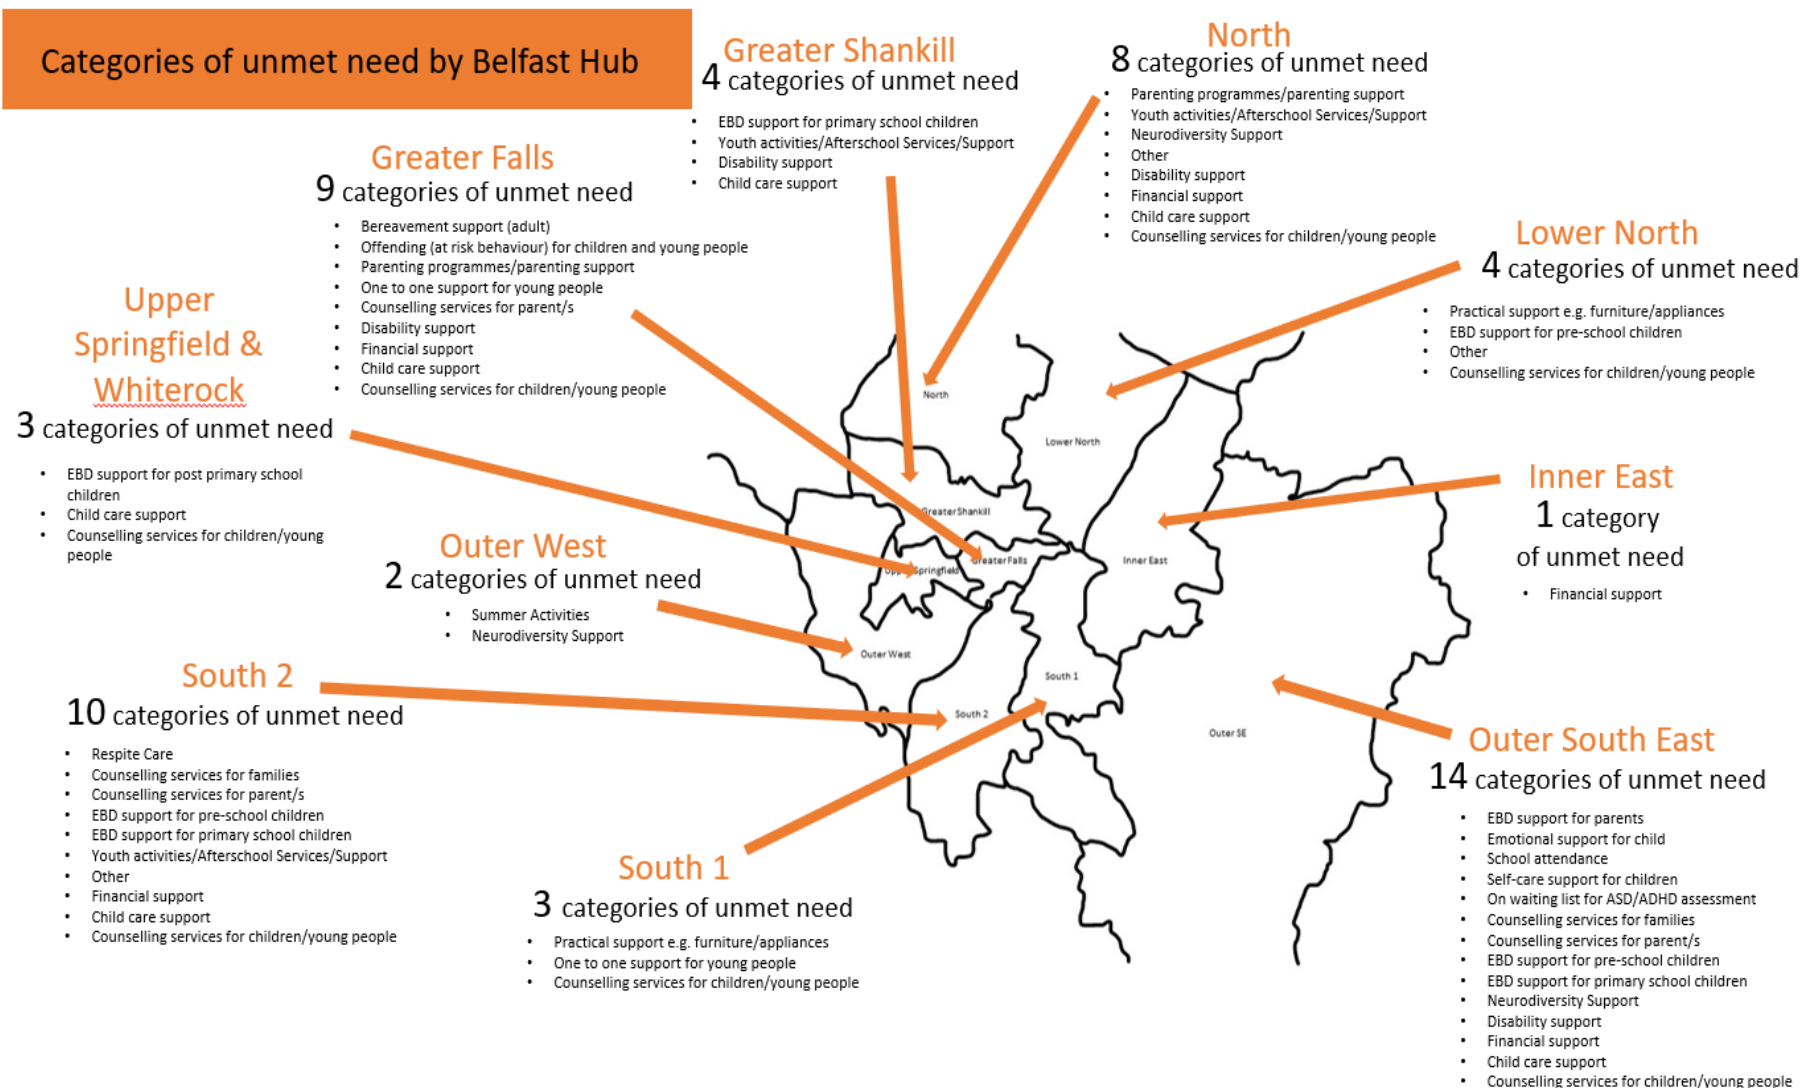 Categories of unmet need by Belfast Hub
Greater Shankill
4 categories of unmet need
• EBD support for primary school children
• Youth activities/Afterschool Services/Support
• Disability support
• Child care support
North
8 categories of unmet need
• Parenting programmes/parenting support
• Youth activities/Afterschool Services/Support
• Neurodiversity Support
• Other
• Disability support
• Financial support
• Child care support
• Counselling services for children/young people
Greater Falls
9 categories of unmet need
• Bereavement support (adult)
• Offending (at risk behaviour) for children and young people
• Parenting programmes/parenting support
• One to one support for young people
• Counselling services for parent/s
• Disability support
• Financial support
• Child care support
• Counselling services for children/young people
Lower North
4 categories of unmet need
• Practical support e.g. furniture/appliances
• EBD support for pre-school children
• Other
• Counselling services for children/young people
Upper
Springfield &
Whiterock
3 categories of unmet need
• EBD support for post primary school
children
• Child care support
• Counselling services for children/young
people
Inner East
1 category
of unmet need
• Financial support
Outer West
2 categories of unmet need
• Summer Activities
• Neurodiversity Support
South 2
10 categories of unmet need
• Respite Care
• Counselling services for families
• Counselling services for parent/s
• EBD support for pre-school children
• EBD support for primary school children
• Youth activities/Afterschool Services/Support
• Other
• Financial support
• Child care support
• Counselling services for children/young people
South 1
3 categories of unmet need
• Practical support e.g. furniture/appliances
• One to one support for young people
• Counselling services for children/young people
Outer South East
14 categories of unmet need
• EBD support for parents
• Emotional support for child
• School attendance
• Self-care support for children
• On waiting list for ASD/ADHD assessment
• Counselling services for families
• Counselling services for parent/s
• EBD support for pre-school children
• EBD support for primary school children
• Neurodiversity Support
• Disability support
• Financial support
• Child care support
• Counselling services for children/young people
North
Lower North
Greater Shankill
Greater Falls
Springfield
Inner East
Outer West
South 1
South 2
Outer SE